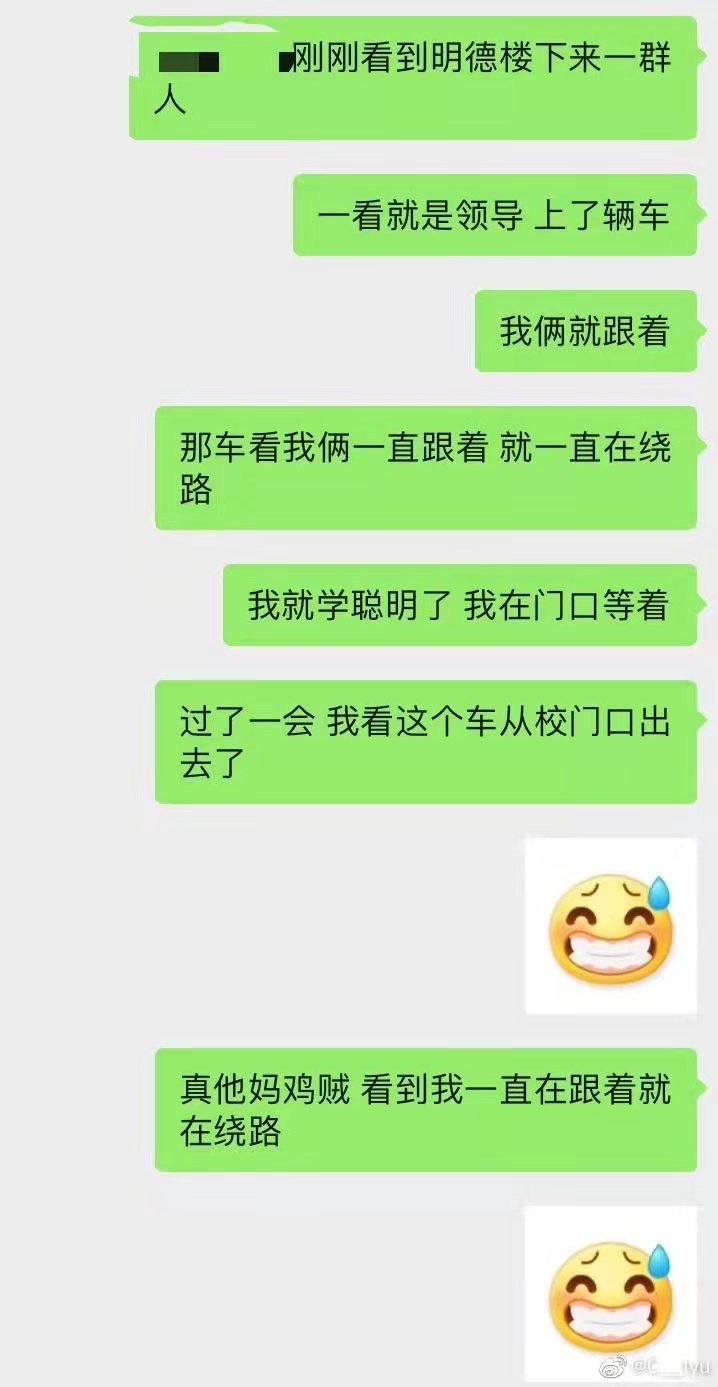 刚刚看到明德楼下来一群
人
一看就是领导 上了辆车
我俩就跟着
那车看我俩一直跟着 就一直在绕
路
我就学聪明了 我在门口等着
过了一会 我看这个车从校门口出
去了
真他妈鸡贼 看到我一直在跟着就
在绕路